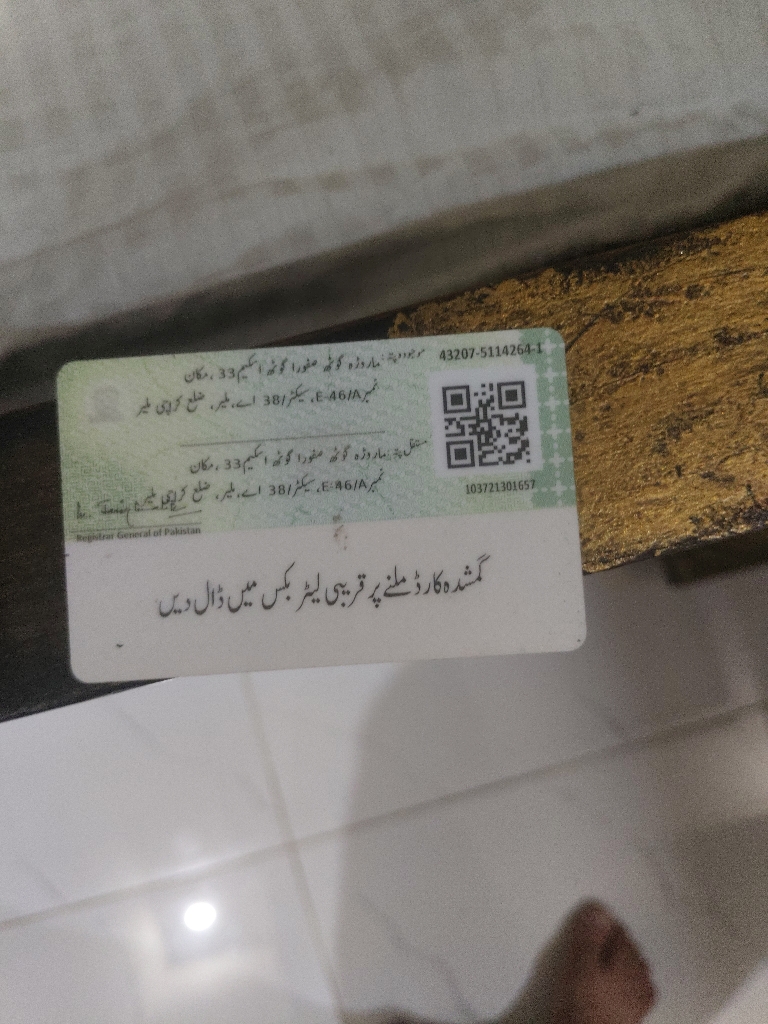 43207-5114264-1
موجودہ پتہ: ماروڑہ گوٹھ صفورا گوٹھ اسکیم 33، مکان
نمبر E-46/A، سیکٹر/38 اے، ملیر، ضلع کراچی ملیر
مستقل پتہ: ماروڑہ گوٹھ صفورا گوٹھ اسکیم 33، مکان
نمبر E-46/A، سیکٹر/38 اے، ملیر، ضلع کراچی ملیر
103721301657
Registrar General of Pakistan
گمشدہ کارڈ ملنے پر قریبی لیٹر بکس میں ڈال دیں